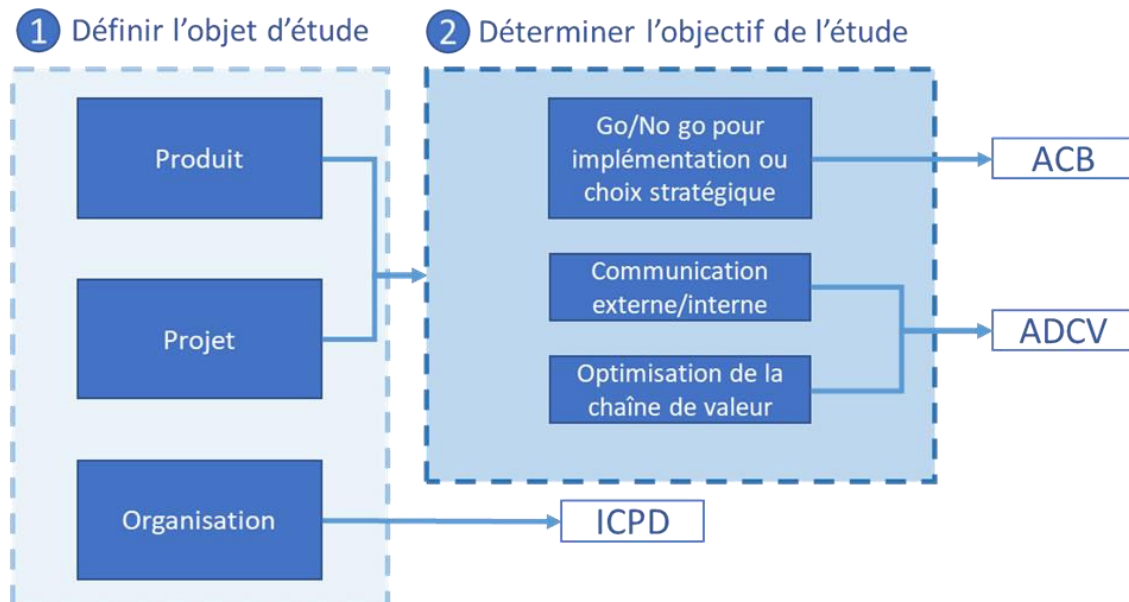 1 Définir l’objet d’étude
2 Déterminer l’objectif de l’étude
Produit
Projet
Organisation
Go/No go pour
implémentation ou
choix stratégique
Communication
externe/interne
Optimisation de la
chaîne de valeur
ACB
ADCV
ICPD